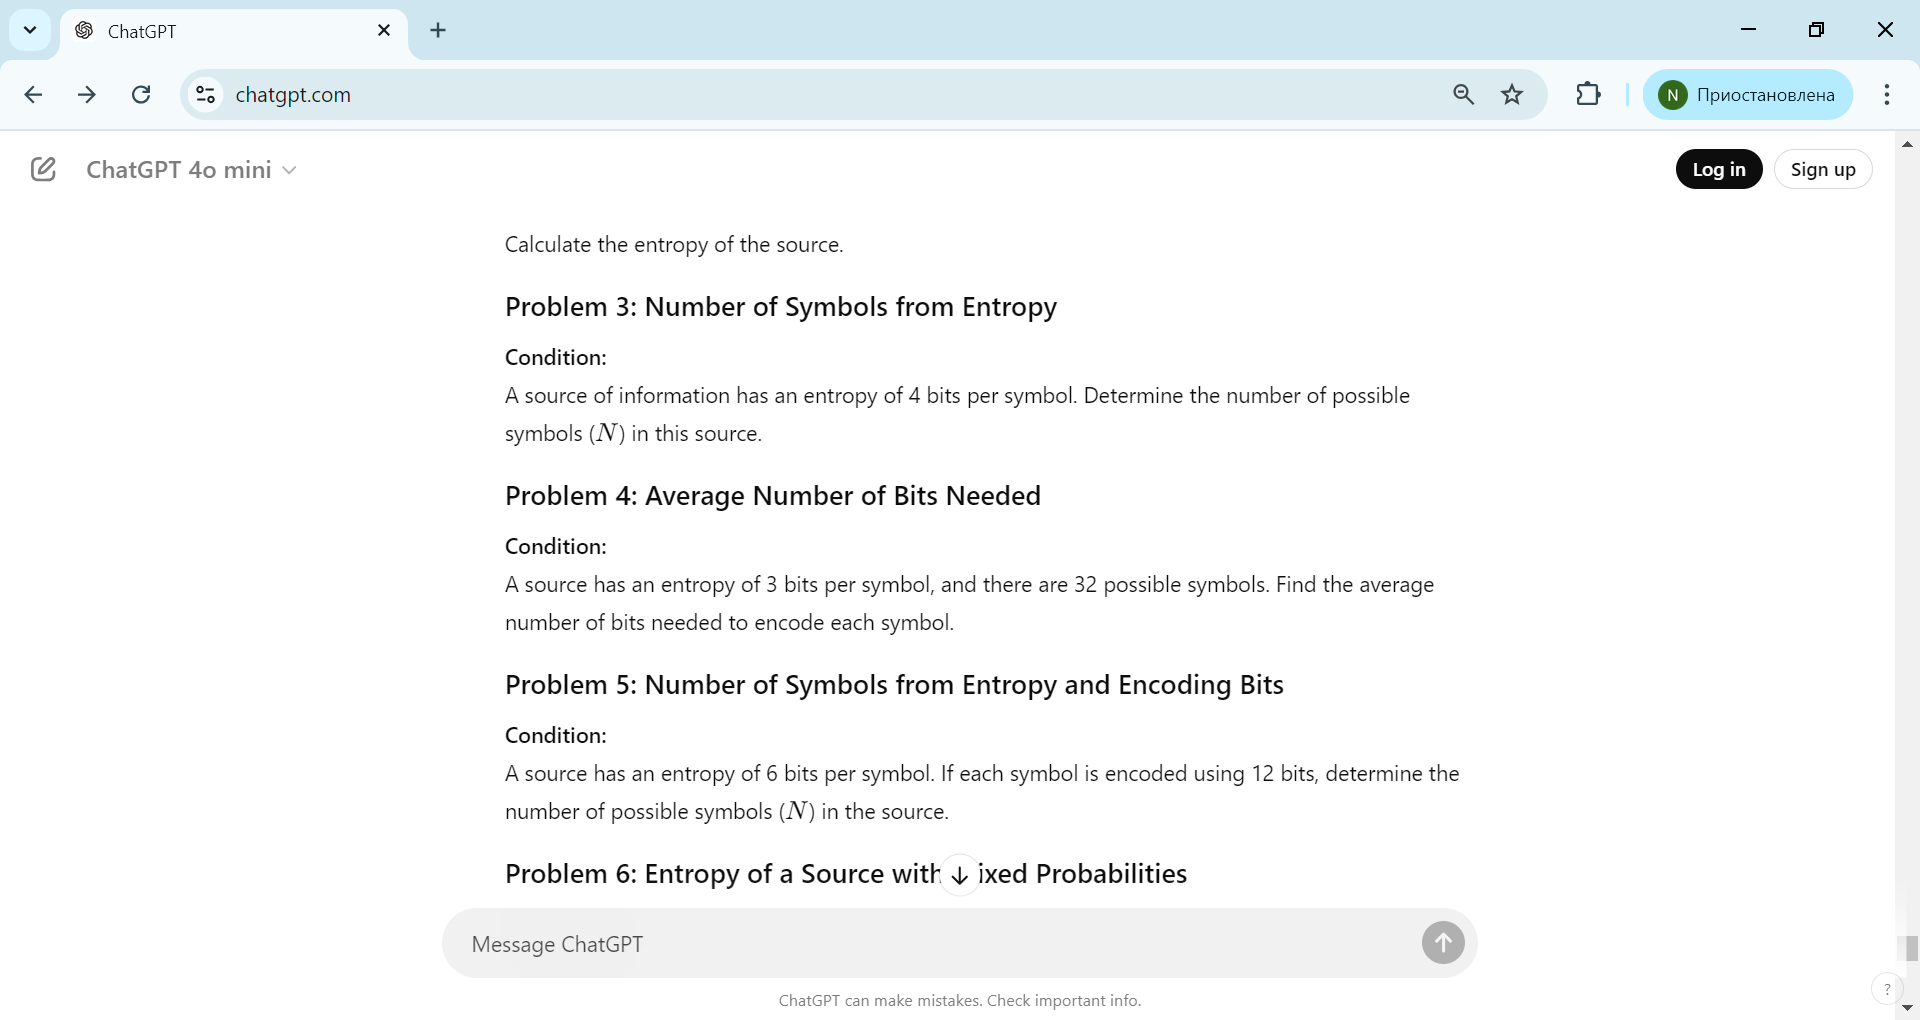 ChatGPT
chatgpt.com
N Приостановлена
ChatGPT 4o mini
Log in
Sign up
Calculate the entropy of the source.
Problem 3: Number of Symbols from Entropy
Condition:
A source of information has an entropy of 4 bits per symbol. Determine the number of possible
symbols (N) in this source.
Problem 4: Average Number of Bits Needed
Condition:
A source has an entropy of 3 bits per symbol, and there are 32 possible symbols. Find the average
number of bits needed to encode each symbol.
Problem 5: Number of Symbols from Entropy and Encoding Bits
Condition:
A source has an entropy of 6 bits per symbol. If each symbol is encoded using 12 bits, determine the
number of possible symbols (N) in the source.
Problem 6: Entropy of a Source with ixed Probabilities
Message ChatGPT
ChatGPT can make mistakes. Check important info.
?